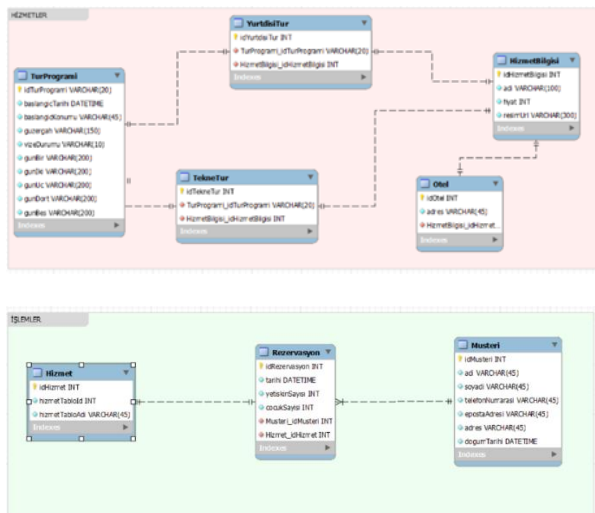 HİZMETLER
YurtdisiTur
idYurtdisiTur INT
TurProgrami_idTurProgrami VARCHAR(20)
HizmetBilgisi_idHizmetBilgisi INT
Indexes
HizmetBilgisi
idHizmetBilgisi INT
adi VARCHAR(100)
fiyat INT
resimUrl VARCHAR(300)
Indexes
TurProgrami
idTurProgrami VARCHAR(20)
baslangicTarihi DATETIME
baslangicKonumu VARCHAR(45)
guzergah VARCHAR(150)
vizeDurumu VARCHAR(10)
gunBir VARCHAR(200)
gunIki VARCHAR(200)
gunUc VARCHAR(200)
gunDort VARCHAR(200)
gunBes VARCHAR(200)
Indexes
TekneTur
idTekneTur INT
TurProgrami_idTurProgrami VARCHAR(20)
HizmetBilgisi_idHizmetBilgisi INT
Indexes
Otel
idOtel INT
adres VARCHAR(45)
HizmetBilgisi_idHizmet...
Indexes
İŞLEMLER
Hizmet
idHizmet INT
hizmetTabloId INT
hizmetTabloAdi VARCHAR(45)
Indexes
Rezervasyon
idRezervasyon INT
tarihi DATETIME
yetiskinSayisi INT
cocukSayisi INT
Musteri_idMusteri INT
Hizmet_idHizmet INT
Indexes
Musteri
idMusteri INT
adi VARCHAR(45)
soyadi VARCHAR(45)
telefonNumarasi VARCHAR(45)
epostaAdresi VARCHAR(45)
adres VARCHAR(45)
dogumTarihi DATETIME
Indexes